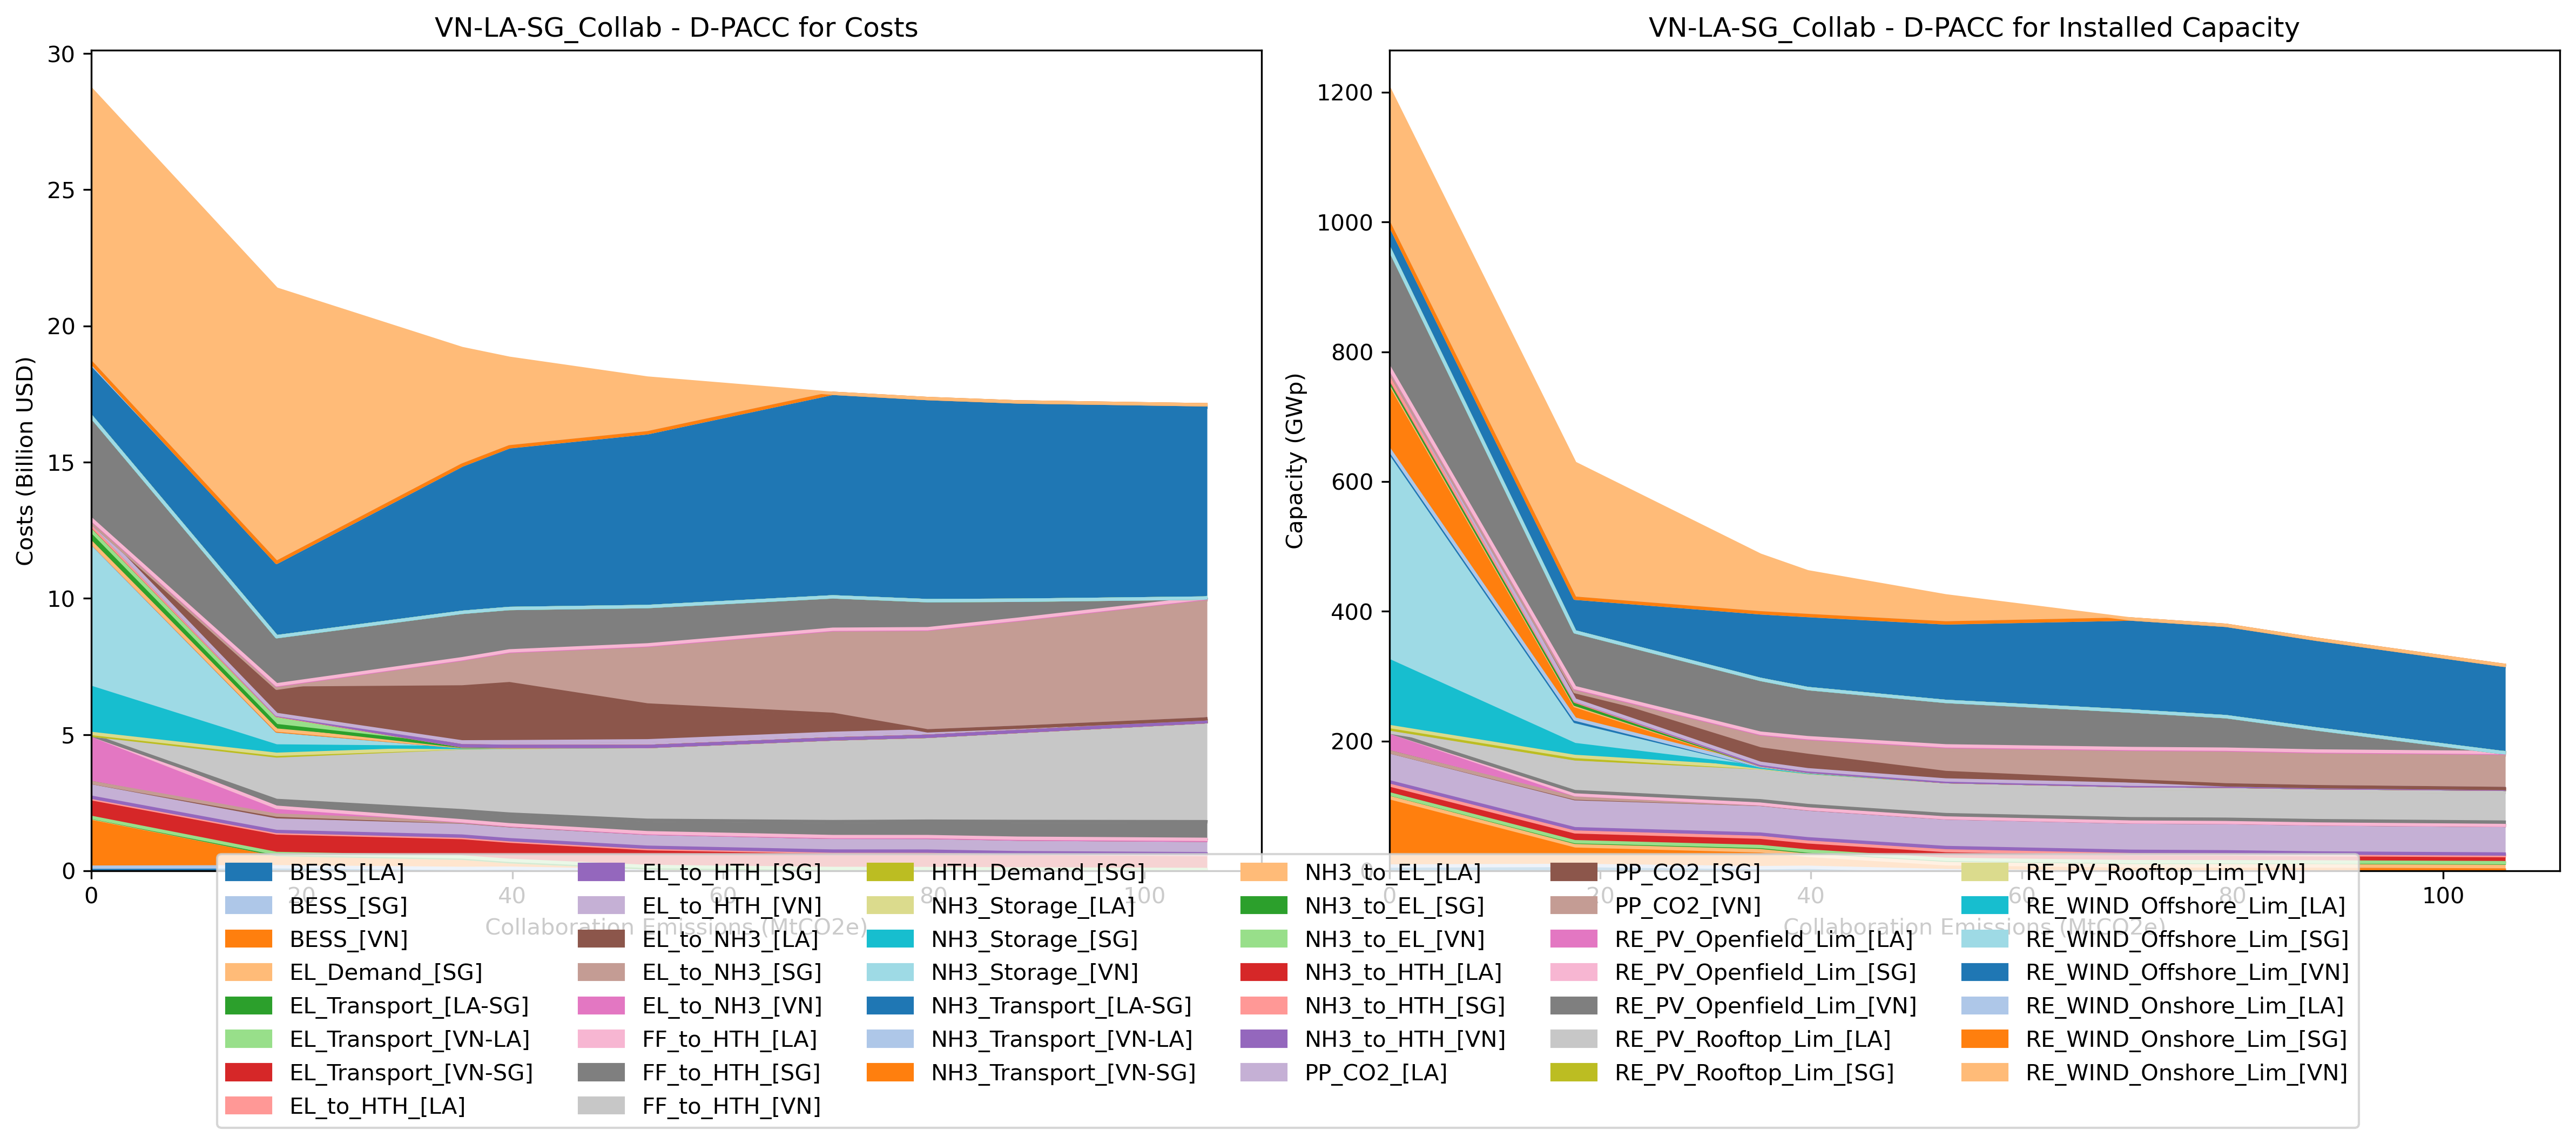 VN-LA-SG_Collab - D-PACC for Costs
30
25
20
15
10
5
0
Costs (Billion USD)
0
20
40
60
80
100
Collaboration Emissions (MtCO2e)
VN-LA-SG_Collab - D-PACC for Installed Capacity
1200
1000
800
600
400
200
0
Capacity (GWp)
0
20
40
60
80
100
Collaboration Emissions (MtCO2e)
BESS_[LA]
BESS_[SG]
BESS_[VN]
EL_Demand_[SG]
EL_Transport_[LA-SG]
EL_Transport_[VN-LA]
EL_Transport_[VN-SG]
EL_to_HTH_[LA]
EL_to_HTH_[SG]
EL_to_HTH_[VN]
EL_to_NH3_[LA]
EL_to_NH3_[SG]
EL_to_NH3_[VN]
FF_to_HTH_[LA]
FF_to_HTH_[SG]
FF_to_HTH_[VN]
HTH_Demand_[SG]
NH3_Storage_[LA]
NH3_Storage_[SG]
NH3_Storage_[VN]
NH3_Transport_[LA-SG]
NH3_Transport_[VN-LA]
NH3_Transport_[VN-SG]
NH3_to_EL_[LA]
NH3_to_EL_[SG]
NH3_to_EL_[VN]
NH3_to_HTH_[LA]
NH3_to_HTH_[SG]
NH3_to_HTH_[VN]
PP_CO2_[LA]
PP_CO2_[SG]
PP_CO2_[VN]
RE_PV_Openfield_Lim_[LA]
RE_PV_Openfield_Lim_[SG]
RE_PV_Openfield_Lim_[VN]
RE_PV_Rooftop_Lim_[LA]
RE_PV_Rooftop_Lim_[SG]
RE_PV_Rooftop_Lim_[VN]
RE_WIND_Offshore_Lim_[LA]
RE_WIND_Offshore_Lim_[SG]
RE_WIND_Offshore_Lim_[VN]
RE_WIND_Onshore_Lim_[LA]
RE_WIND_Onshore_Lim_[SG]
RE_WIND_Onshore_Lim_[VN]